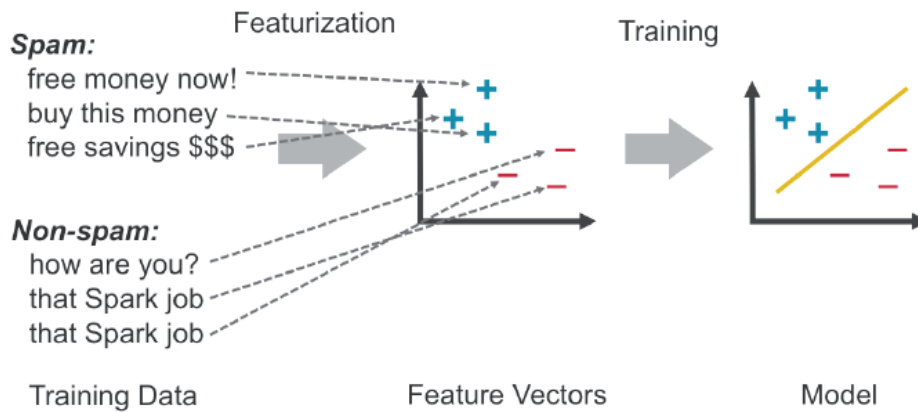 Featurization
Training
Spam:
free money now!
buy this money
free savings $$$
Non-spam:
how are you?
that Spark job
that Spark job
Training Data
Feature Vectors
Model